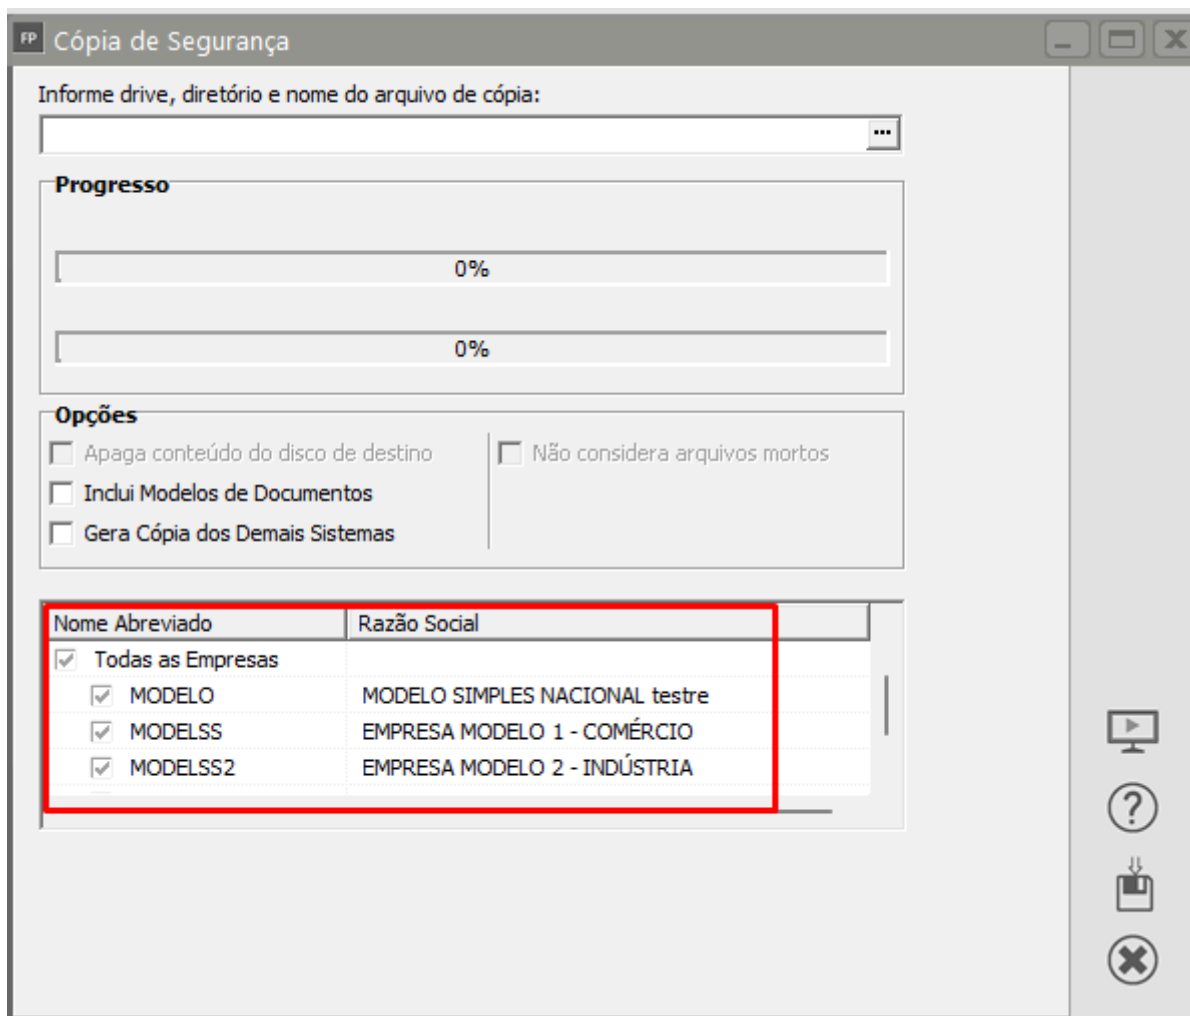 FP Cópia de Segurança
Informe drive, diretório e nome do arquivo de cópia:
...
Progresso
0%
0%
Opções
Apaga conteúdo do disco de destino Não considera arquivos mortos
Inclui Modelos de Documentos
Gera Cópia dos Demais Sistemas
Nome Abreviado Razão Social
Todas as Empresas
MODELO MODELO SIMPLES NACIONAL testre
MODELSS EMPRESA MODELO 1 - COMÉRCIO
MODELSS2 EMPRESA MODELO 2 - INDÚSTRIA
?